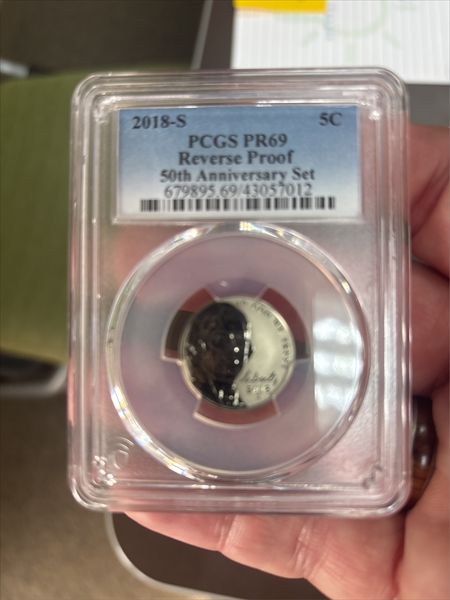 2018-S 5C
PCGS PR69
Reverse Proof
50th Anniversary Set
679895.69/43057012
Liberty